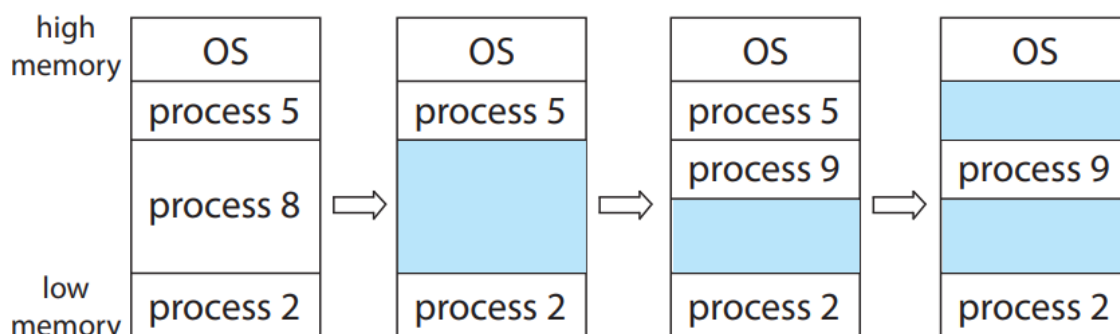 high
memory
OS
process 5
process 8
low
memory
process 2
OS
process 5
process 2
OS
process 5
process 9
process 2
OS
process 9
process 2